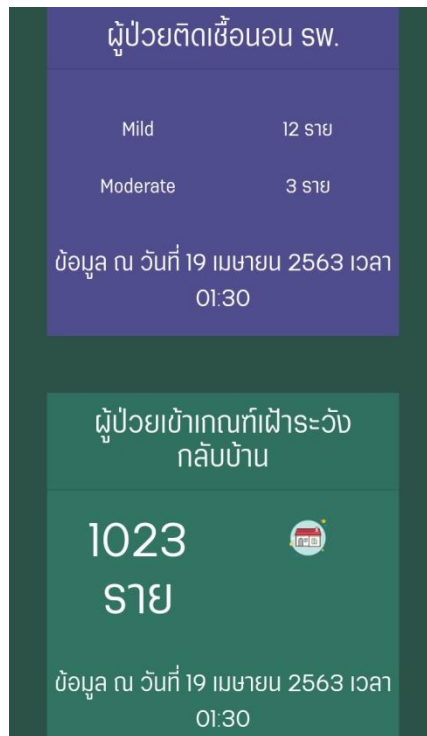 ผู้ป่วยติดเชื้อนอน รพ.
Mild 12 ราย
Moderate 3 ราย
ข้อมูล ณ วันที่ 19 เมษายน 2563 เวลา
01:30
ผู้ป่วยเข้าเกณฑ์เฝ้าระวัง
กลับบ้าน
1023
ราย
ข้อมูล ณ วันที่ 19 เมษายน 2563 เวลา
01:30